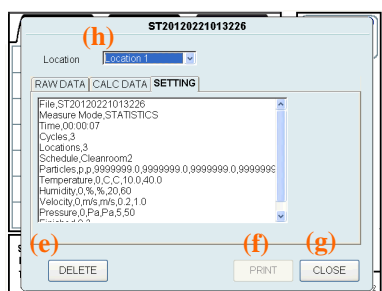 ST20120221013226
(h)
Location Location 1
RAW DATA CALC DATA SETTING
File,ST20120221013226
Measure Mode,STATISTICS
Time,00:00:07
Cycles,3
Locations,3
Schedule,Cleanroom2
Particles,p,p,9999999.0,9999999.0,9999999.0,9999999
Temperature,0,C,C,10.0,40.0
Humidity,0,%,%,20,60
Velocity,0,m/s,m/s,0.2,1.0
Pressure,0,Pa,Pa,5,50
(e) (f) (g)
DELETE PRINT CLOSE